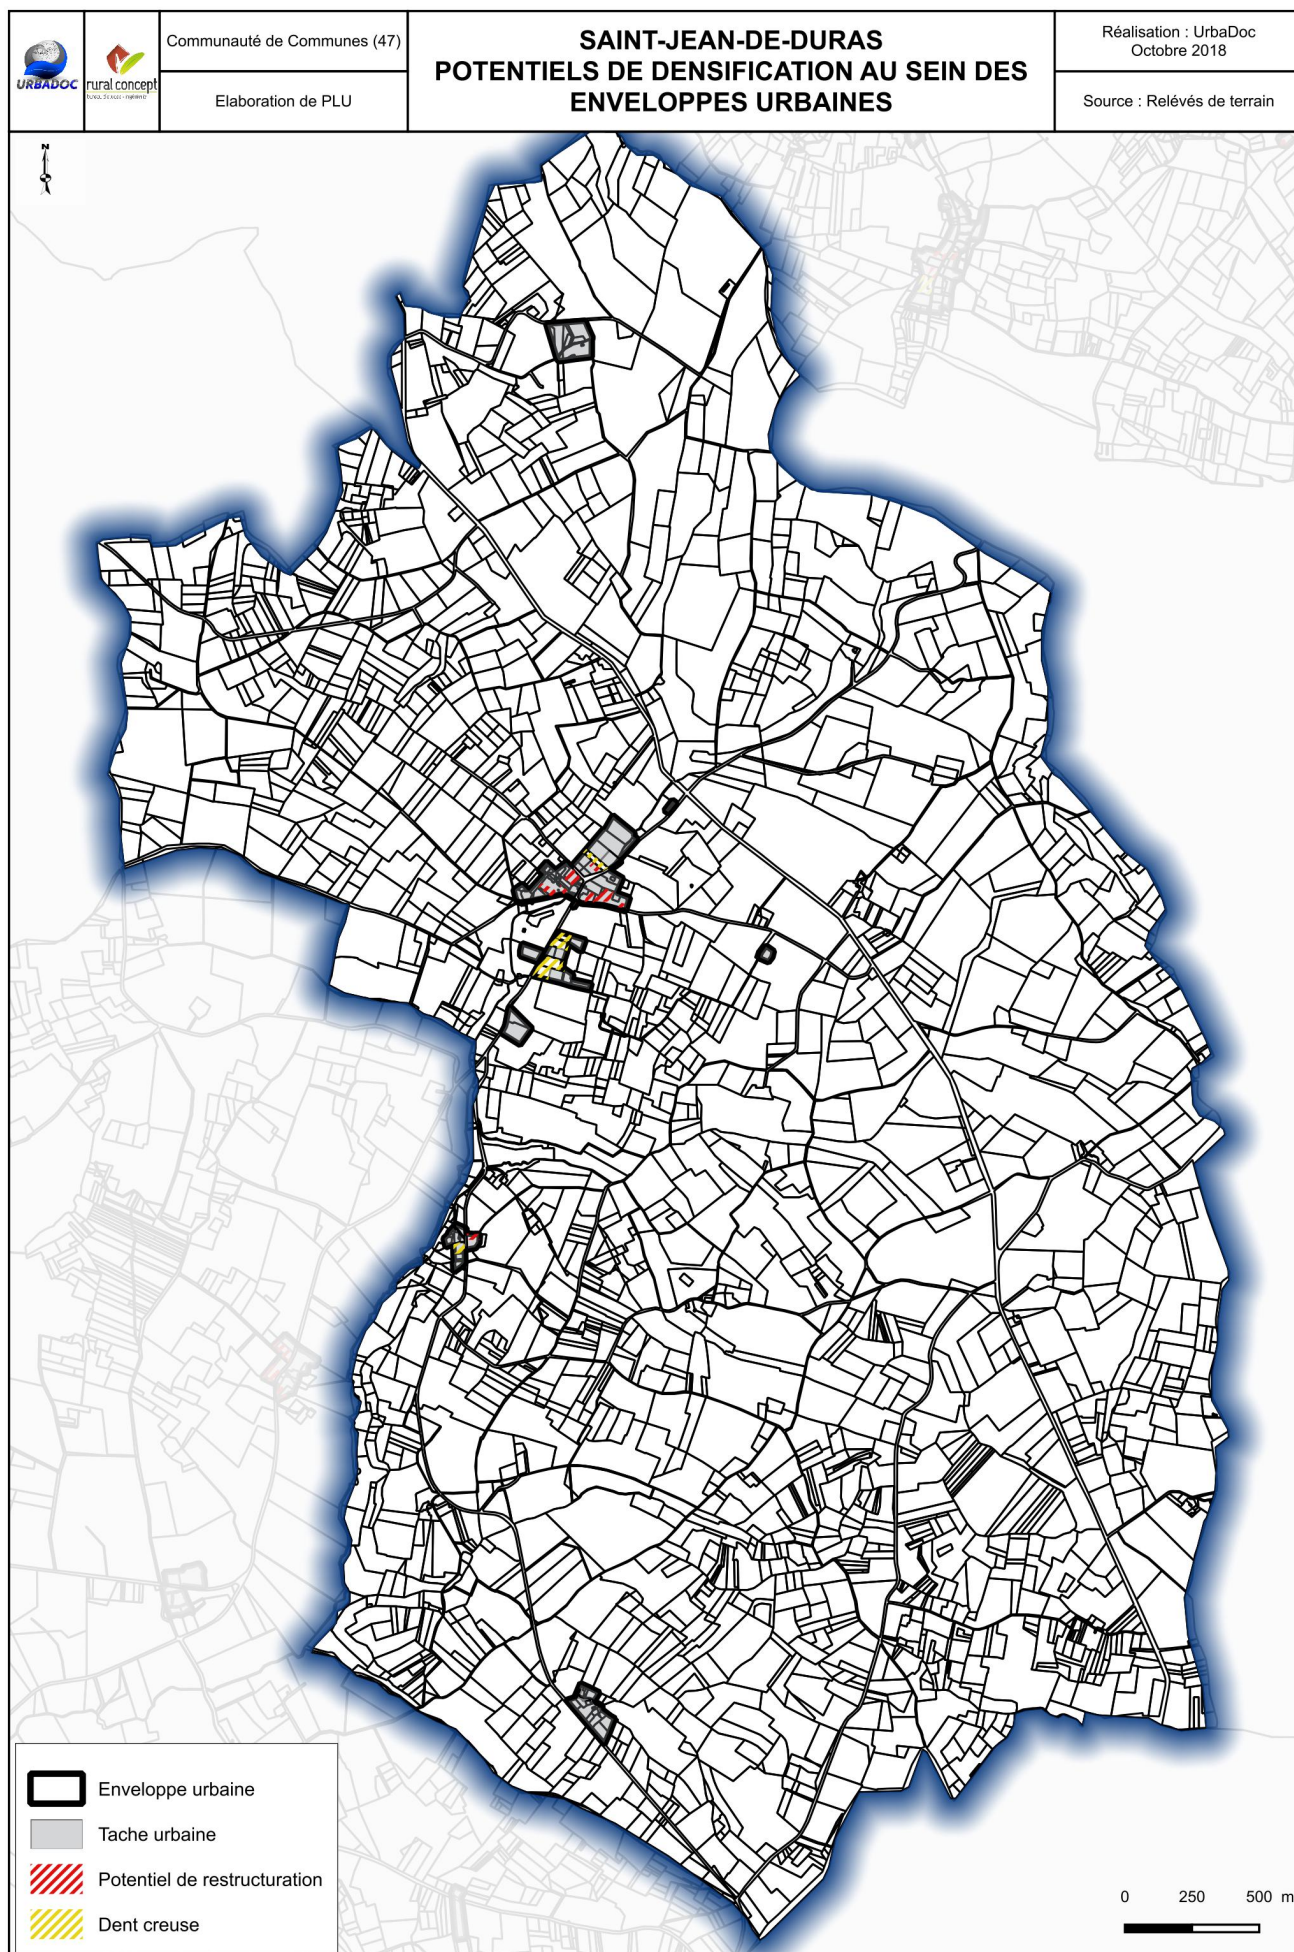 URBADOC
rural concept
Communauté de Communes (47)
Elaboration de PLU
SAINT-JEAN-DE-DURAS
POTENTIELS DE DENSIFICATION AU SEIN DES
ENVELOPPES URBAINES
Réalisation : UrbaDoc
Octobre 2018
Source : Relévés de terrain
N
Enveloppe urbaine
Tache urbaine
Potentiel de restructuration
Dent creuse
0 250 500 m